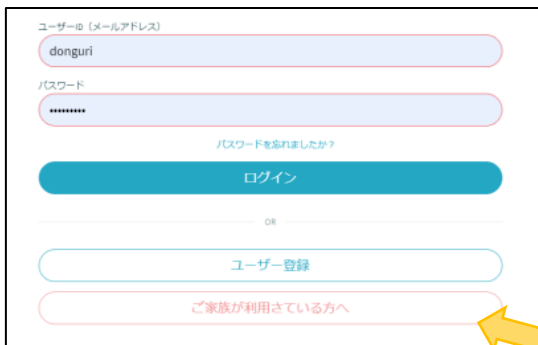 ユーザーID（メールアドレス）
donguri
パスワード
•••••••••
パスワードを忘れましたか？
ログイン
OR
ユーザー登録
ご家族が利用されている方へ